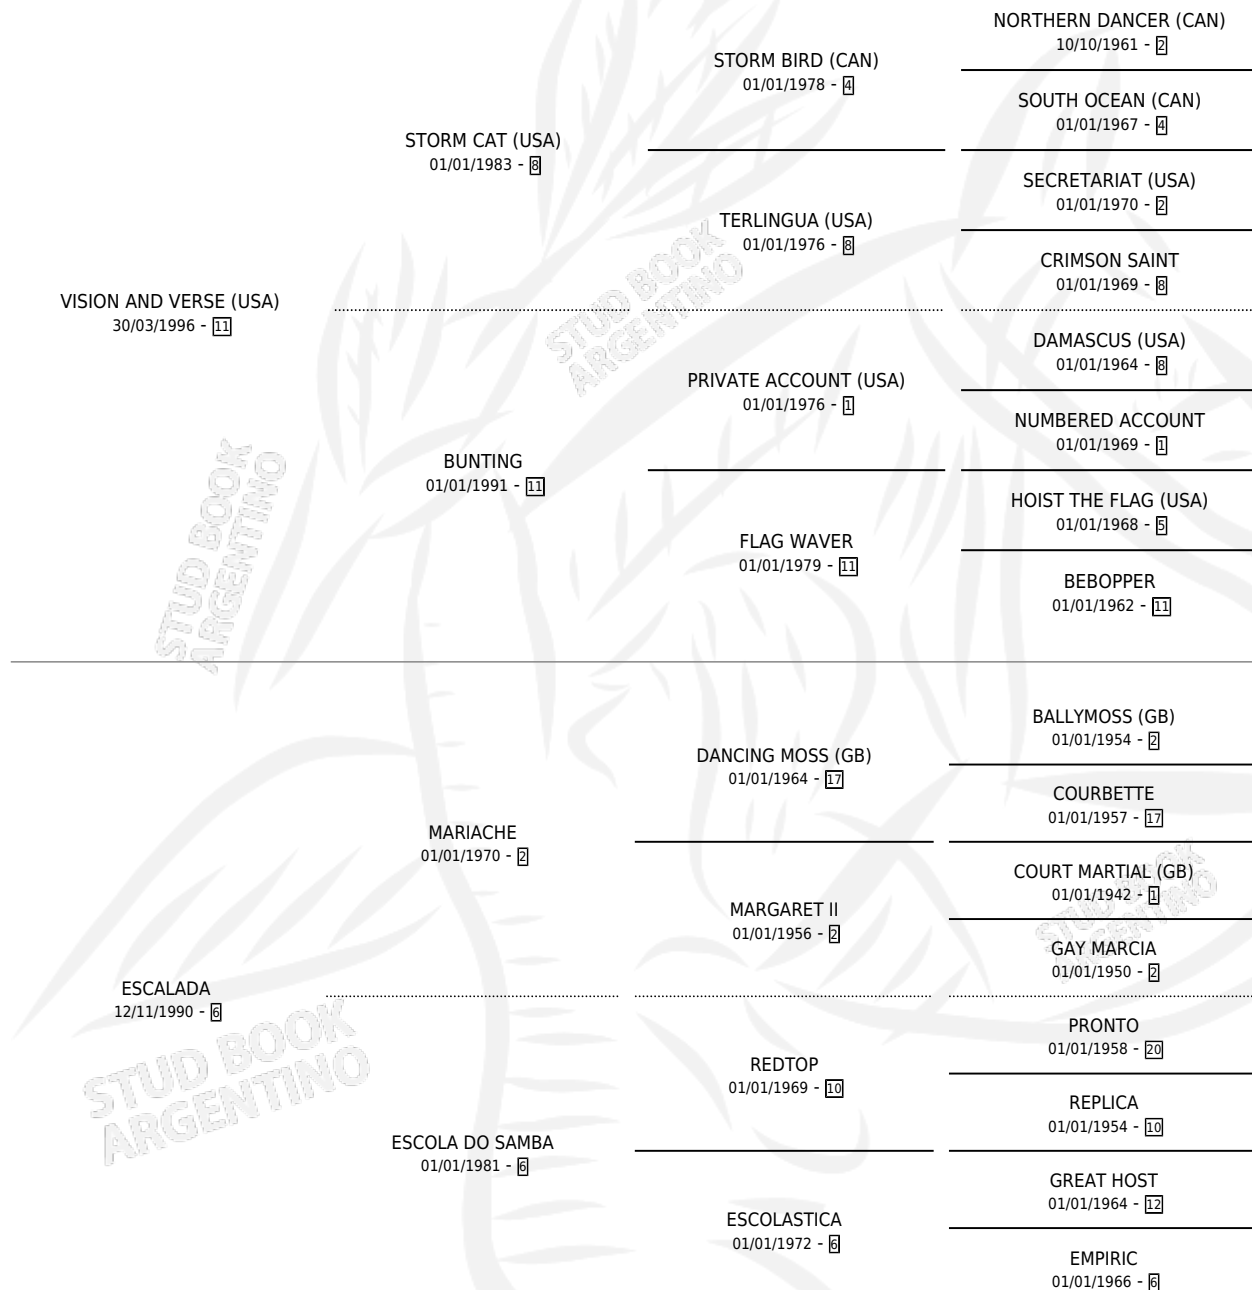 NORTHERN DANCER (CAN)
10/10/1961 - 2
STORM BIRD (CAN)
01/01/1978 - 4
SOUTH OCEAN (CAN)
01/01/1967 - 4
STORM CAT (USA)
01/01/1983 - 8
SECRETARIAT (USA)
01/01/1970 - 2
TERLINGUA (USA)
01/01/1976 - 8
CRIMSON SAINT
01/01/1969 - 8
VISION AND VERSE (USA)
30/03/1996 - 11
DAMASCUS (USA)
01/01/1964 - 8
PRIVATE ACCOUNT (USA)
01/01/1976 - 1
NUMBERED ACCOUNT
01/01/1969 - 1
BUNTING
01/01/1991 - 11
HOIST THE FLAG (USA)
01/01/1968 - 5
FLAG WAVER
01/01/1979 - 11
BEBOPPER
01/01/1962 - 11
BALLYMOSS (GB)
01/01/1954 - 2
DANCING MOSS (GB)
01/01/1964 - 17
COURBETTE
01/01/1957 - 17
MARIACHE
01/01/1970 - 2
COURT MARTIAL (GB)
01/01/1942 - 1
MARGARET II
01/01/1956 - 2
GAY MARCIA
01/01/1950 - 2
ESCALADA
12/11/1990 - 6
PRONTO
01/01/1958 - 20
REDTOP
01/01/1969 - 10
REPLICA
01/01/1954 - 10
ESCOLA DO SAMBA
01/01/1981 - 6
GREAT HOST
01/01/1964 - 12
ESCOLASTICA
01/01/1972 - 6
EMPIRIC
01/01/1966 - 6
STUD BOOK
ARGENTINO
STUD BOOK
ARGENTINO
STUD BOOK
ARGENTINO
STUD BOOK
ARGENTINO